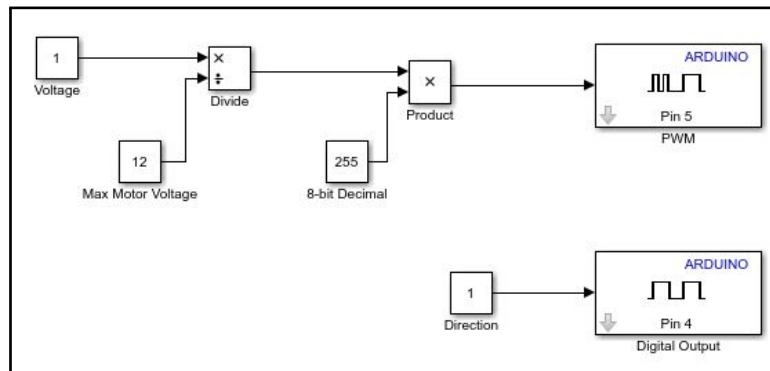 1
Voltage
×
÷
Divide
12
Max Motor Voltage
255
8-bit Decimal
×
Product
ARDUINO
Pin 5
PWM
1
Direction
ARDUINO
Pin 4
Digital Output